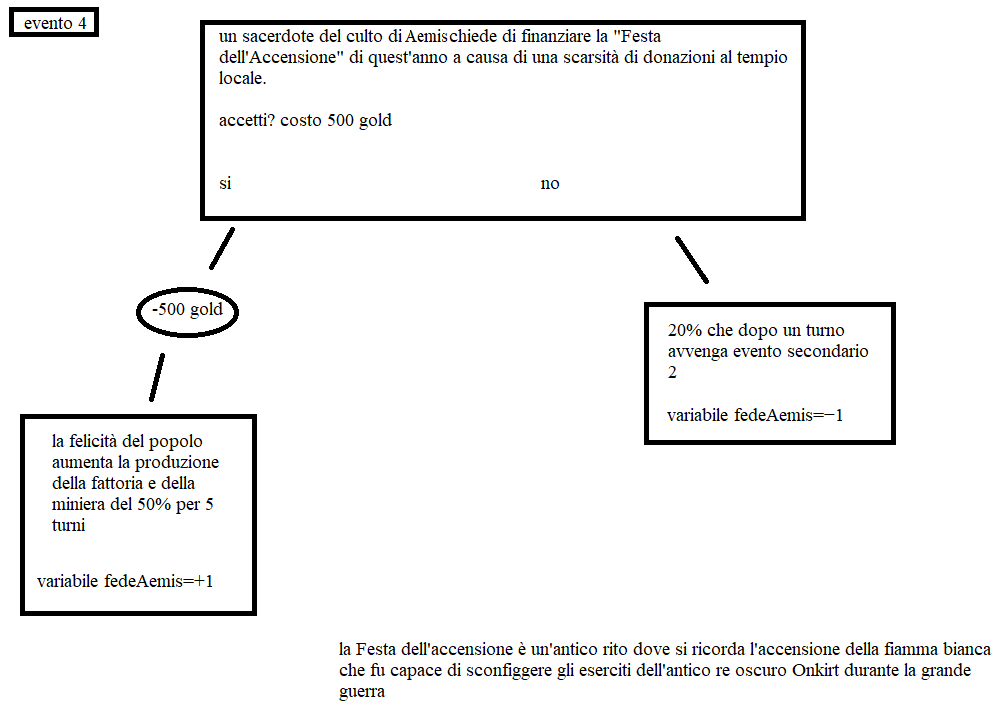 evento 4
un sacerdote del culto di Aemis chiede di finanziare la "Festa
dell'Accensione" di quest'anno a causa di una scarsità di donazioni al tempio
locale.
accetti? costo 500 gold
si no
-500 gold
20% che dopo un turno
avvenga evento secondario
2
variabile fedeAemis=−1
la felicità del popolo
aumenta la produzione
della fattoria e della
miniera del 50% per 5
turni
variabile fedeAemis=+1
la Festa dell'accensione è un'antico rito dove si ricorda l'accensione della fiamma bianca
che fu capace di sconfiggere gli eserciti dell'antico re oscuro Onkirt durante la grande
guerra